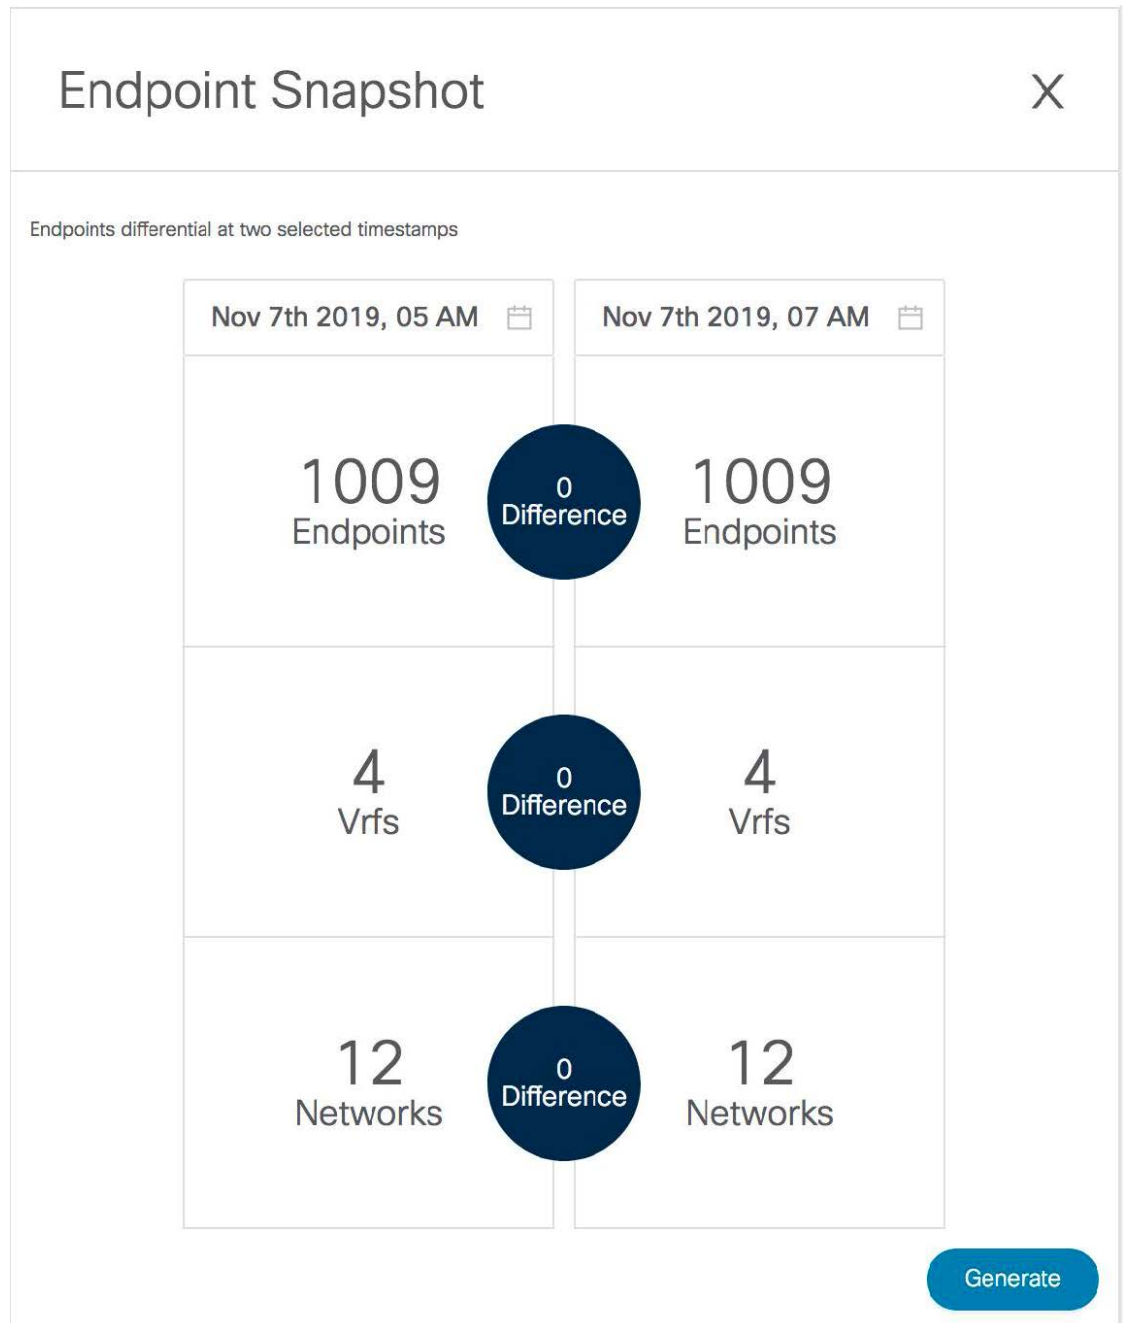 Endpoint Snapshot X
Endpoints differential at two selected timestamps
Nov 7th 2019, 05 AM
Nov 7th 2019, 07 AM
1009
Endpoints
0
Difference
1009
Endpoints
4
Vrfs
0
Difference
4
Vrfs
12
Networks
0
Difference
12
Networks
Generate